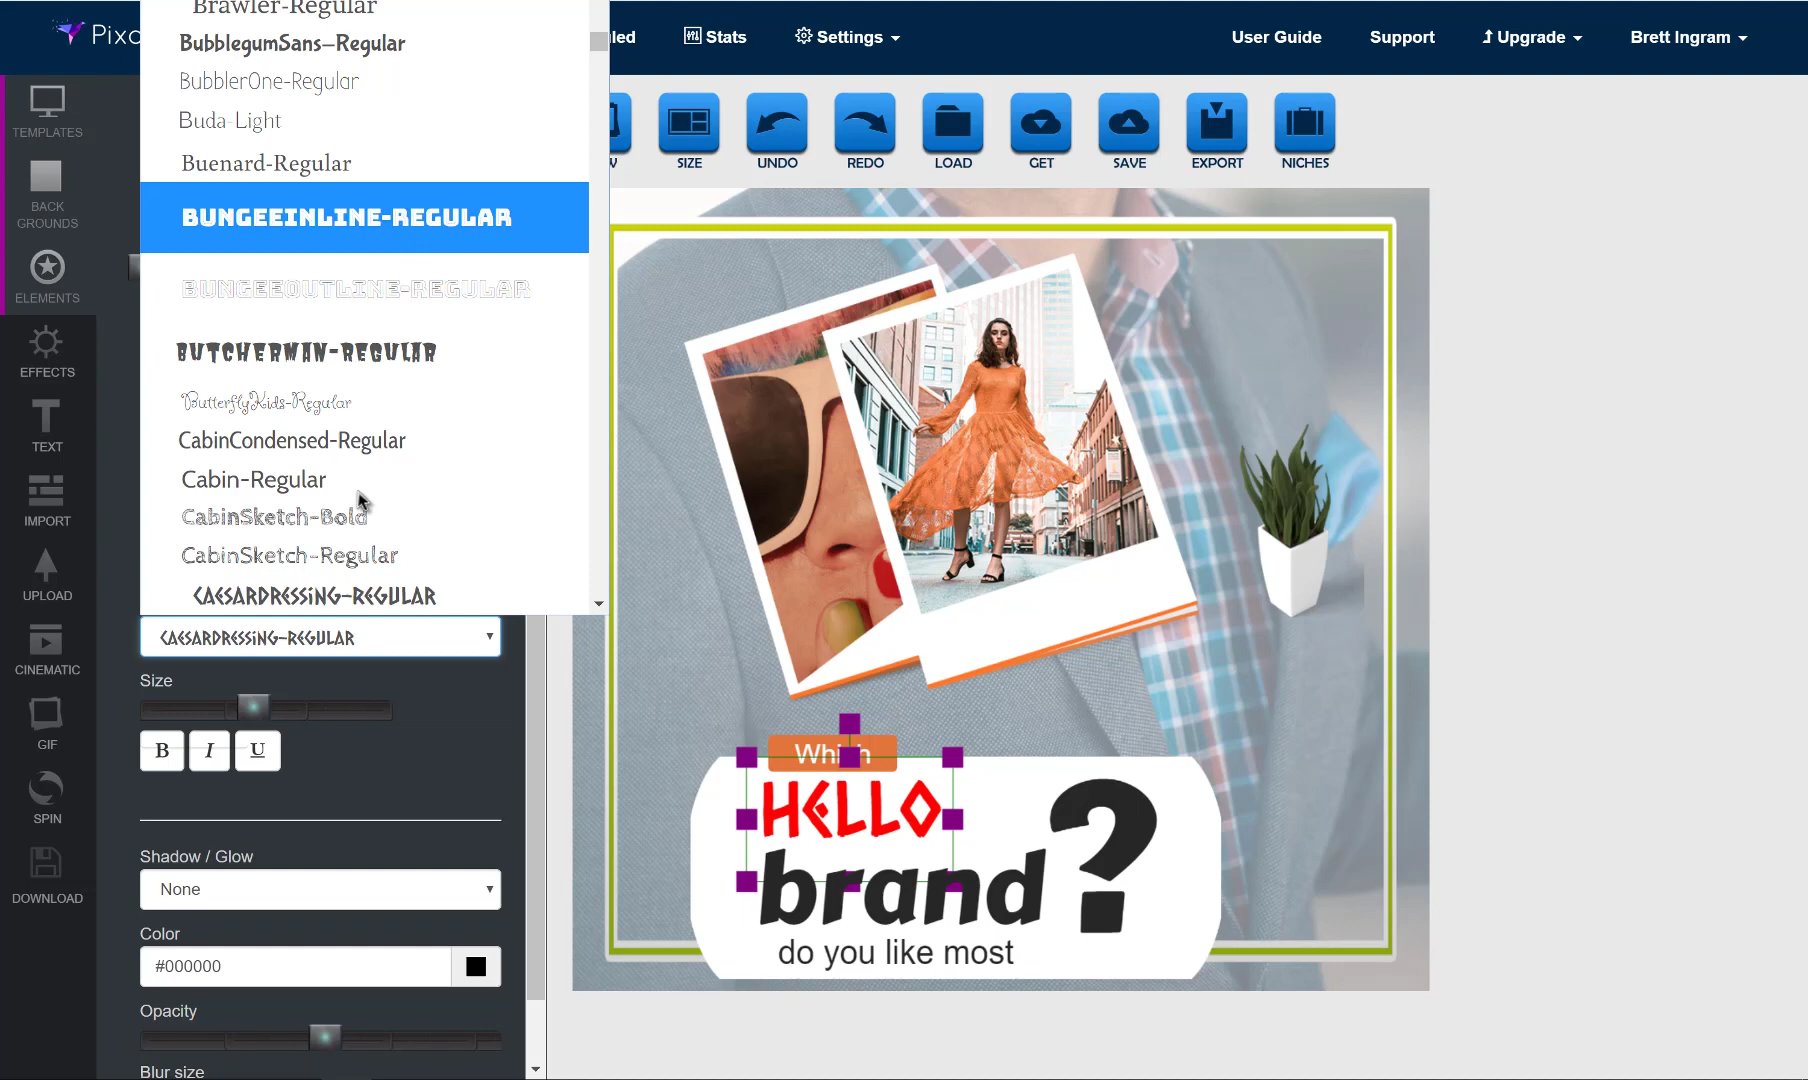 Brawler-Regular
Stats
Settings
User Guide
Support
Upgrade
Brett Ingram
BubblegumSans-Regular
BubblerOne-Regular
Buda-Light
Buenard-Regular
BUNGEEINLINE-REGULAR
BUNGEEOUTLINE-REGULAR
BUTCHERMAN-REGULAR
ButterflyKids-Regular
CabinCondensed-Regular
Cabin-Regular
CabinSketch-Bold
CabinSketch-Regular
CAESARDRESSING-REGULAR
CAESARDRESSING-REGULAR
TEMPLATES
BACK
GROUNDS
ELEMENTS
EFFECTS
TEXT
IMPORT
UPLOAD
CINEMATIC
GIF
SPIN
DOWNLOAD
SIZE
UNDO
REDO
LOAD
GET
SAVE
EXPORT
NICHES
Size
B I U
Shadow / Glow
None
Color
#000000
Opacity
Blur size
Which
HELLO
brand ?
do you like most